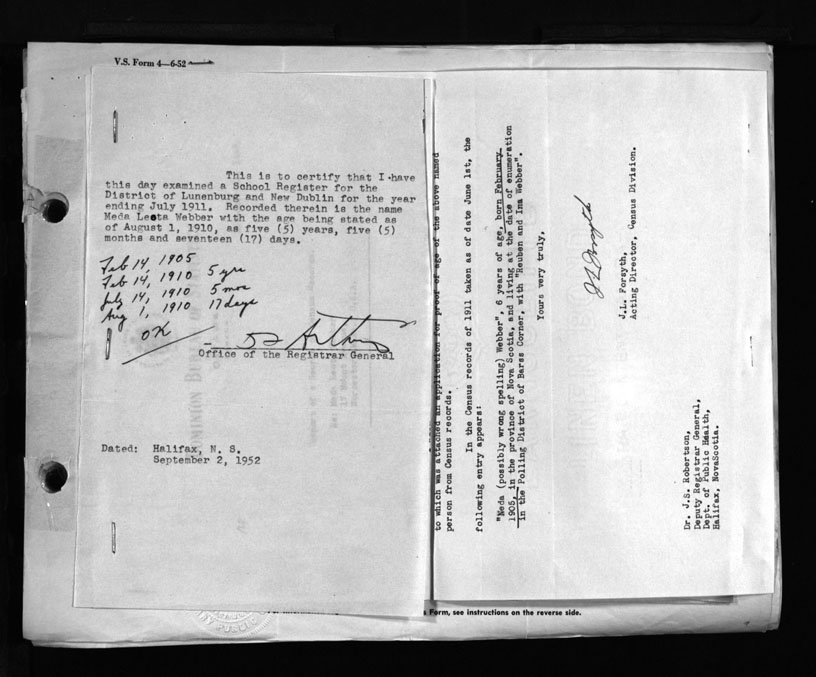 V.S. Form 4—6-52
This is to certify that I have
this day examined a School Register for the
District of Lunenburg and New Dublin for the year
ending July 1911. Recorded therein is the name
Meda Leota Webber with the age being stated as
of August 1, 1910, as five (5) years, five (5)
months and seventeen (17) days.
Feb 14, 1905
Feb 14, 1910 5 yrs
July 14, 1910 5 mos
Aug 1, 1910 17 days
OK
Office of the Registrar General
Dated: Halifax, N. S.
September 2, 1952
to which was attached an application for proof of age of the above named
person from Census records.
In the Census records of 1911 taken as of date June 1st, the
following entry appears:
"Meda (possibly wrong spelling) Webber", 6 years of age, born February
1905, in the province of Nova Scotia, and living at the date of enumeration
in the Polling District of Barss Corner, with "Reuben and Ina Webber".
Yours very truly,
J L Forsyth
J.L. Forsyth,
Acting Director, Census Division.
Dr. J.S. Robertson,
Deputy Registrar General,
Dept. of Public Health,
Halifax, NovaScotia.
Form, see instructions on the reverse side.